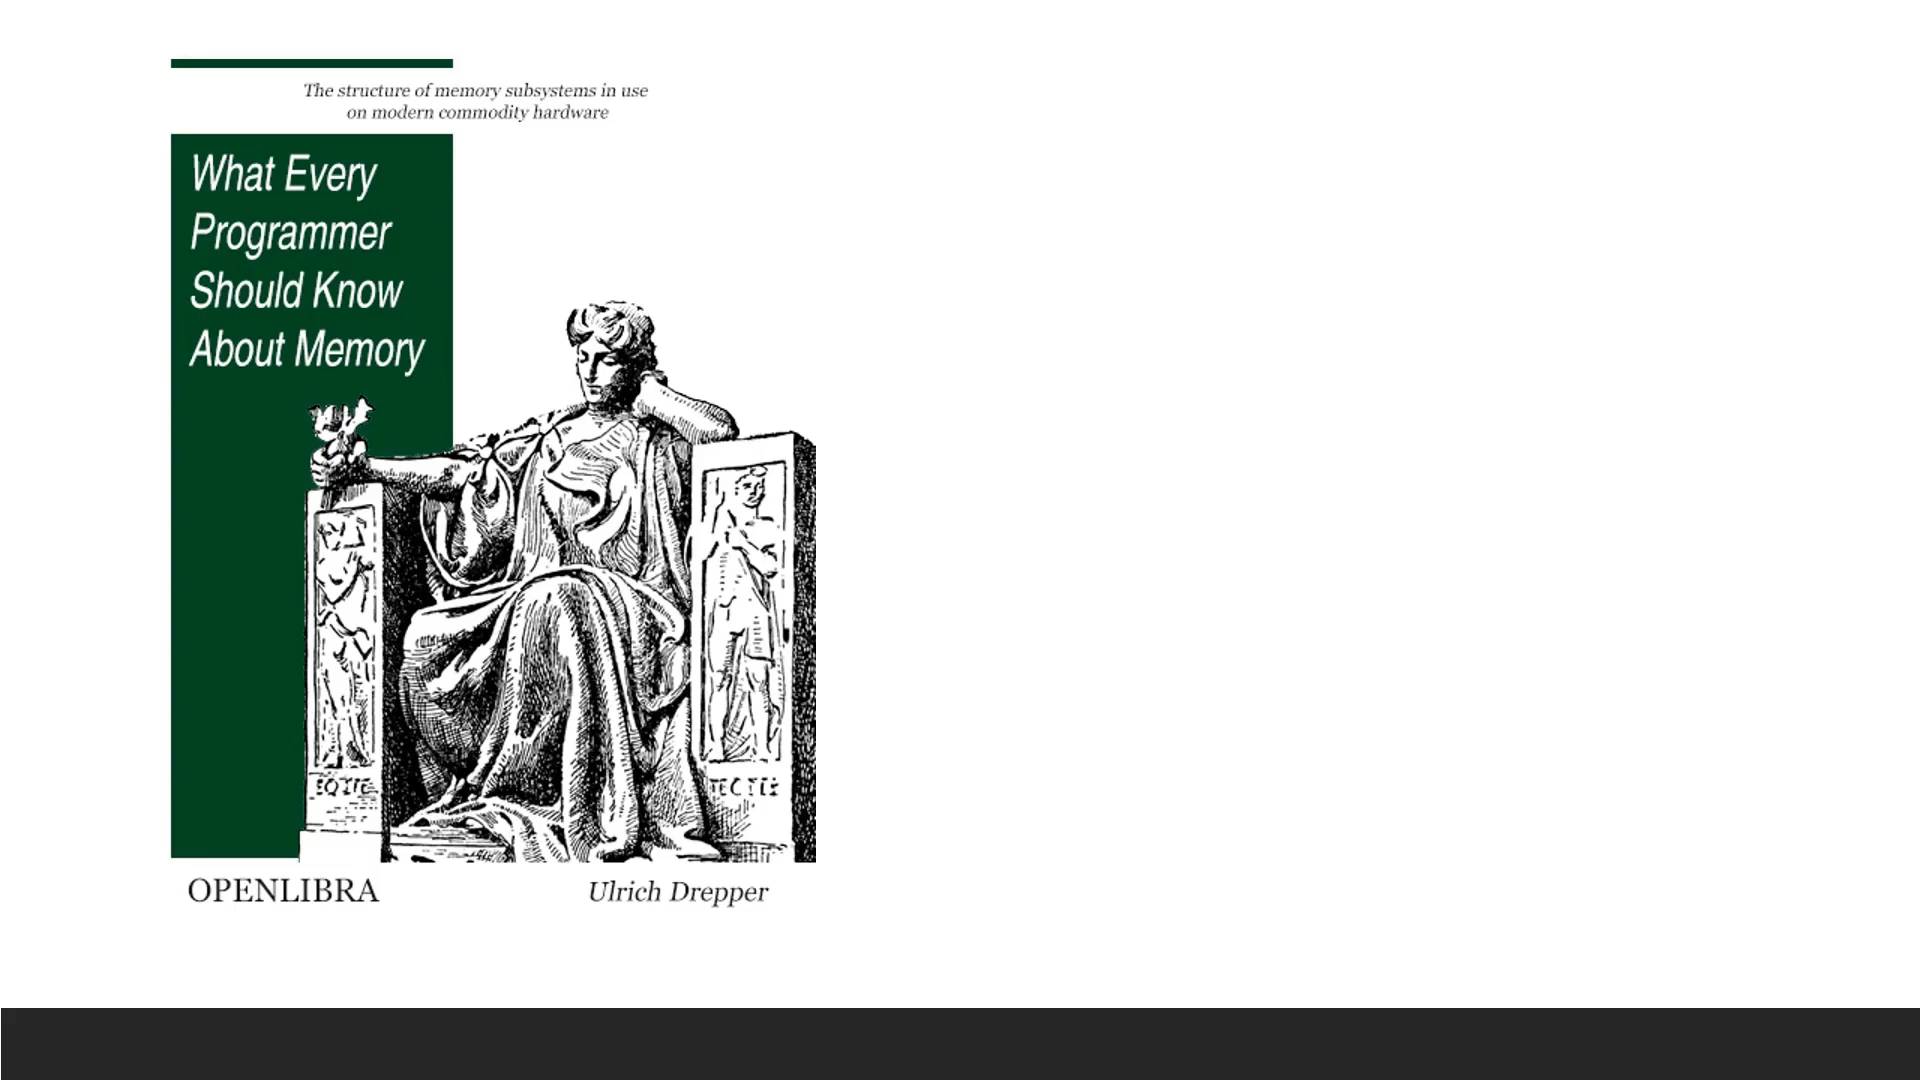 The structure of memory subsystems in use
on modern commodity hardware
What Every
Programmer
Should Know
About Memory
OPENLIBRA
Ulrich Drepper